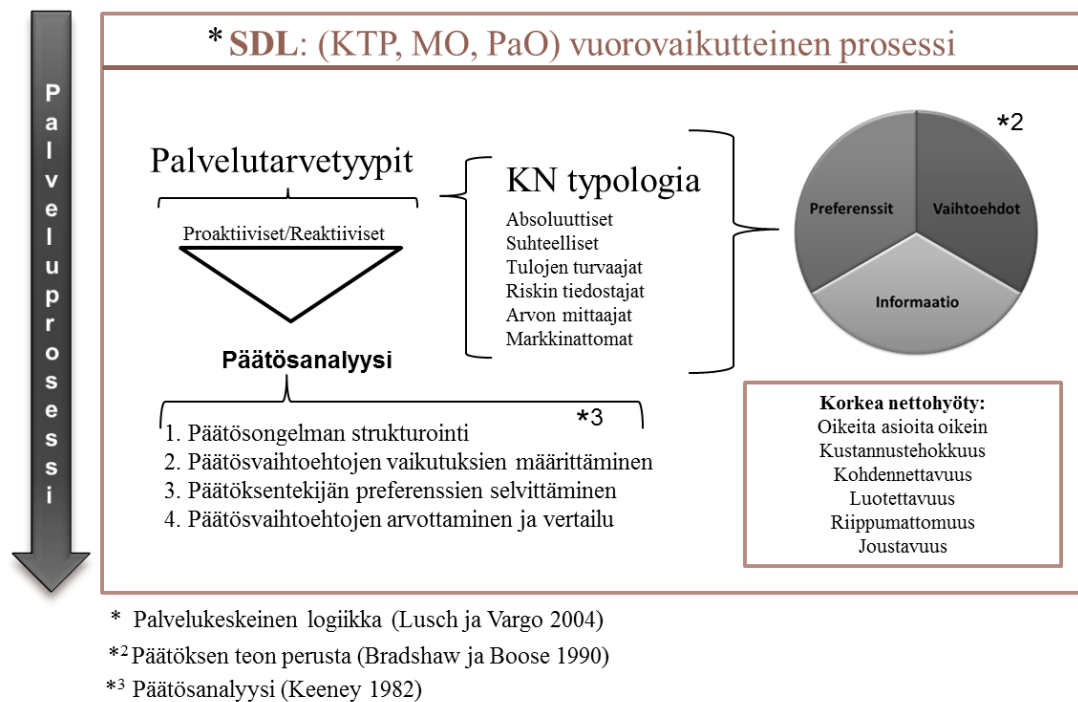 Palveluprosessi
* SDL: (KTP, MO, PaO) vuorovaikutteinen prosessi
Palvelutarvetyypit
Proaktiiviset/Reaktiiviset
Päätösanalyysi
KN typologia
Absoluuttiset
Suhteelliset
Tulojen turvaajat
Riskin tiedostajat
Arvon mittaajat
Markkinattomat
*2
Preferenssit
Vaihtoehdot
Informaatio
*3
1. Päätösongelman strukturointi
2. Päätösvaihtoehtojen vaikutuksien määrittäminen
3. Päätöksentekijän preferenssien selvittäminen
4. Päätösvaihtoehtojen arvottaminen ja vertailu
Korkea nettohyöty:
Oikeita asioita oikein
Kustannustehokkuus
Kohdennettavuus
Luotettavuus
Riippumattomuus
Joustavuus
* Palvelukeskeinen logiikka (Lusch ja Vargo 2004)
*2 Päätöksen teon perusta (Bradshaw ja Boose 1990)
*3 Päätösanalyysi (Keeney 1982)